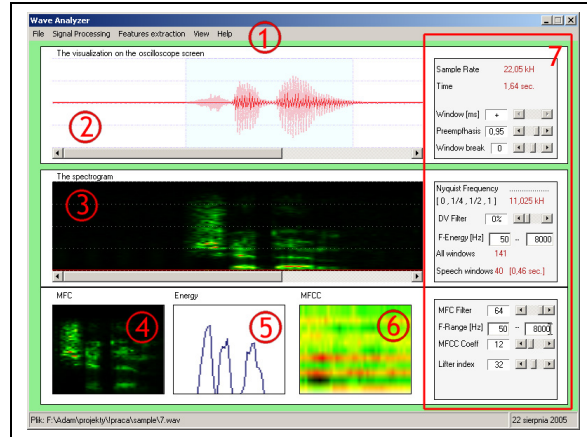 Wave Analyzer
File Signal Processing Features extraction View Help
1
7
The visualization on the oscilloscope screen
2
Sample Rate 22,05 kH
Time 1,64 sec.
Window [ms] +
Preempfhasis 0,95
Window break 0
The spectrogram
3
Nyquist Frequency ....................
[ 0 , 1/4 , 1/2 , 1 ] 11,025 kH
DV Filter 0%
F-Energy [Hz] 50 -- 8000
All windows 141
Speech windows 40 [0,46 sec.]
MFC Energy MFCC
4 5 6
MFC Filter 64
F-Range [Hz] 50 -- 8000
MFCC Coeff 12
Lifter index 32
Plik: F:\Adam\projekty\!praca\sample\7.wav 22 sierpnia 2005